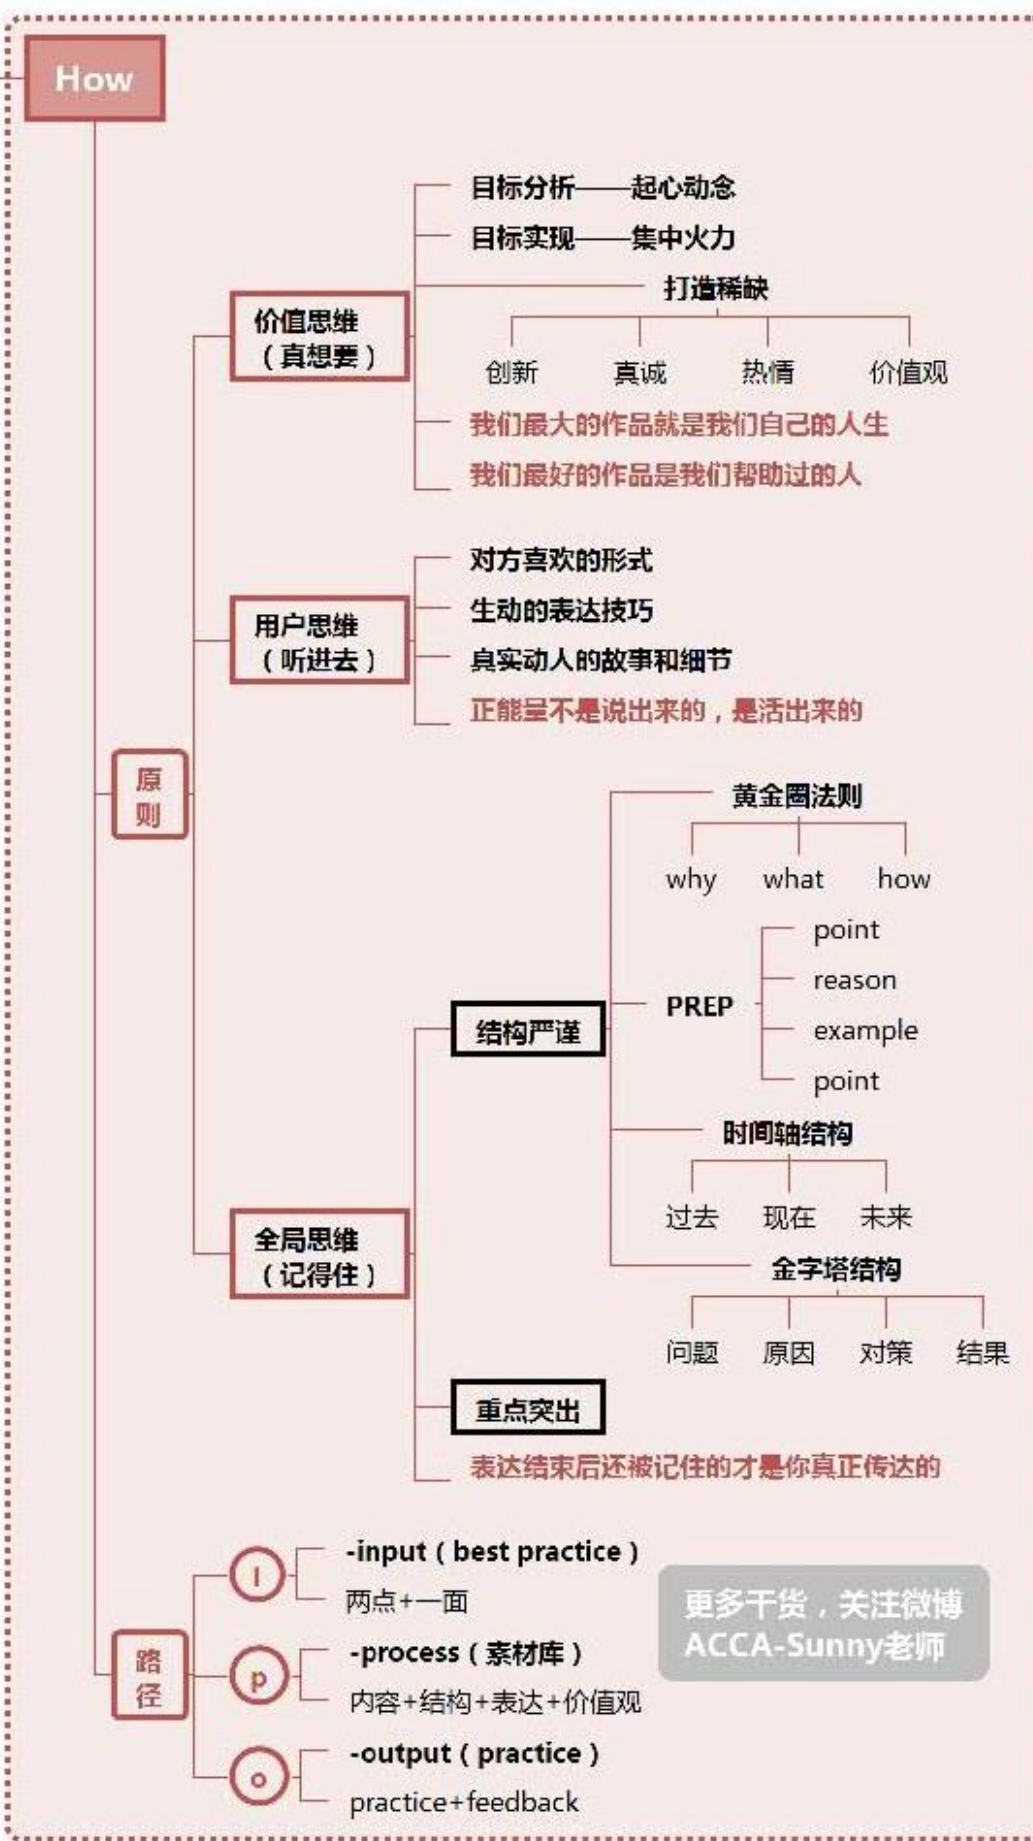 How
目标分析——起心动念
目标实现——集中火力
打造稀缺
价值思维
（真想要）
创新 真诚 热情 价值观
我们最大的作品就是我们自己的人生
我们最好的作品是我们帮助过的人
对方喜欢的形式
生动的表达技巧
用户思维
（听进去）
真实动人的故事和细节
正能呈不是说出来的，是活出来的
原
则
黄金圈法则
why what how
point
reason
PREP
example
point
结构严谨
时间轴结构
过去 现在 未来
全局思维
（记得住）
金字塔结构
问题 原因 对策 结果
重点突出
表达结束后还被记住的才是你真正传达的
路
径
I
-input（best practice）
两点+一面
p
-process（素材库）
内容+结构+表达+价值观
o
-output（practice）
practice+feedback
更多干货，关注微博
ACCA-Sunny老师